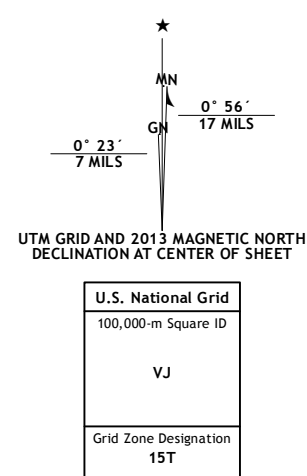 ★
MN
0° 56´
17 MILS
GN
0° 23´
7 MILS
UTM GRID AND 2013 MAGNETIC NORTH
DECLINATION AT CENTER OF SHEET
U.S. National Grid
100,000-m Square ID
VJ
Grid Zone Designation
15T